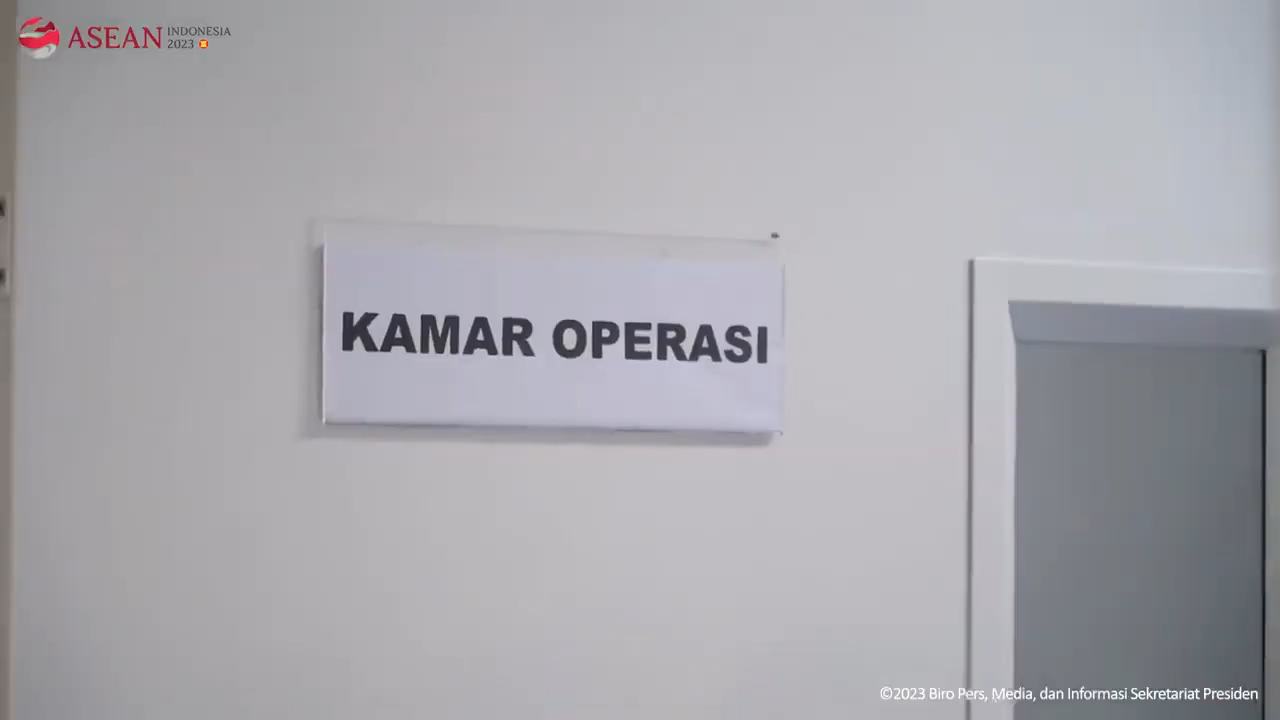 ASEAN INDONESIA
2023
KAMAR OPERASI
©2023 Biro Pers, Media, dan Informasi Sekretariat Presiden